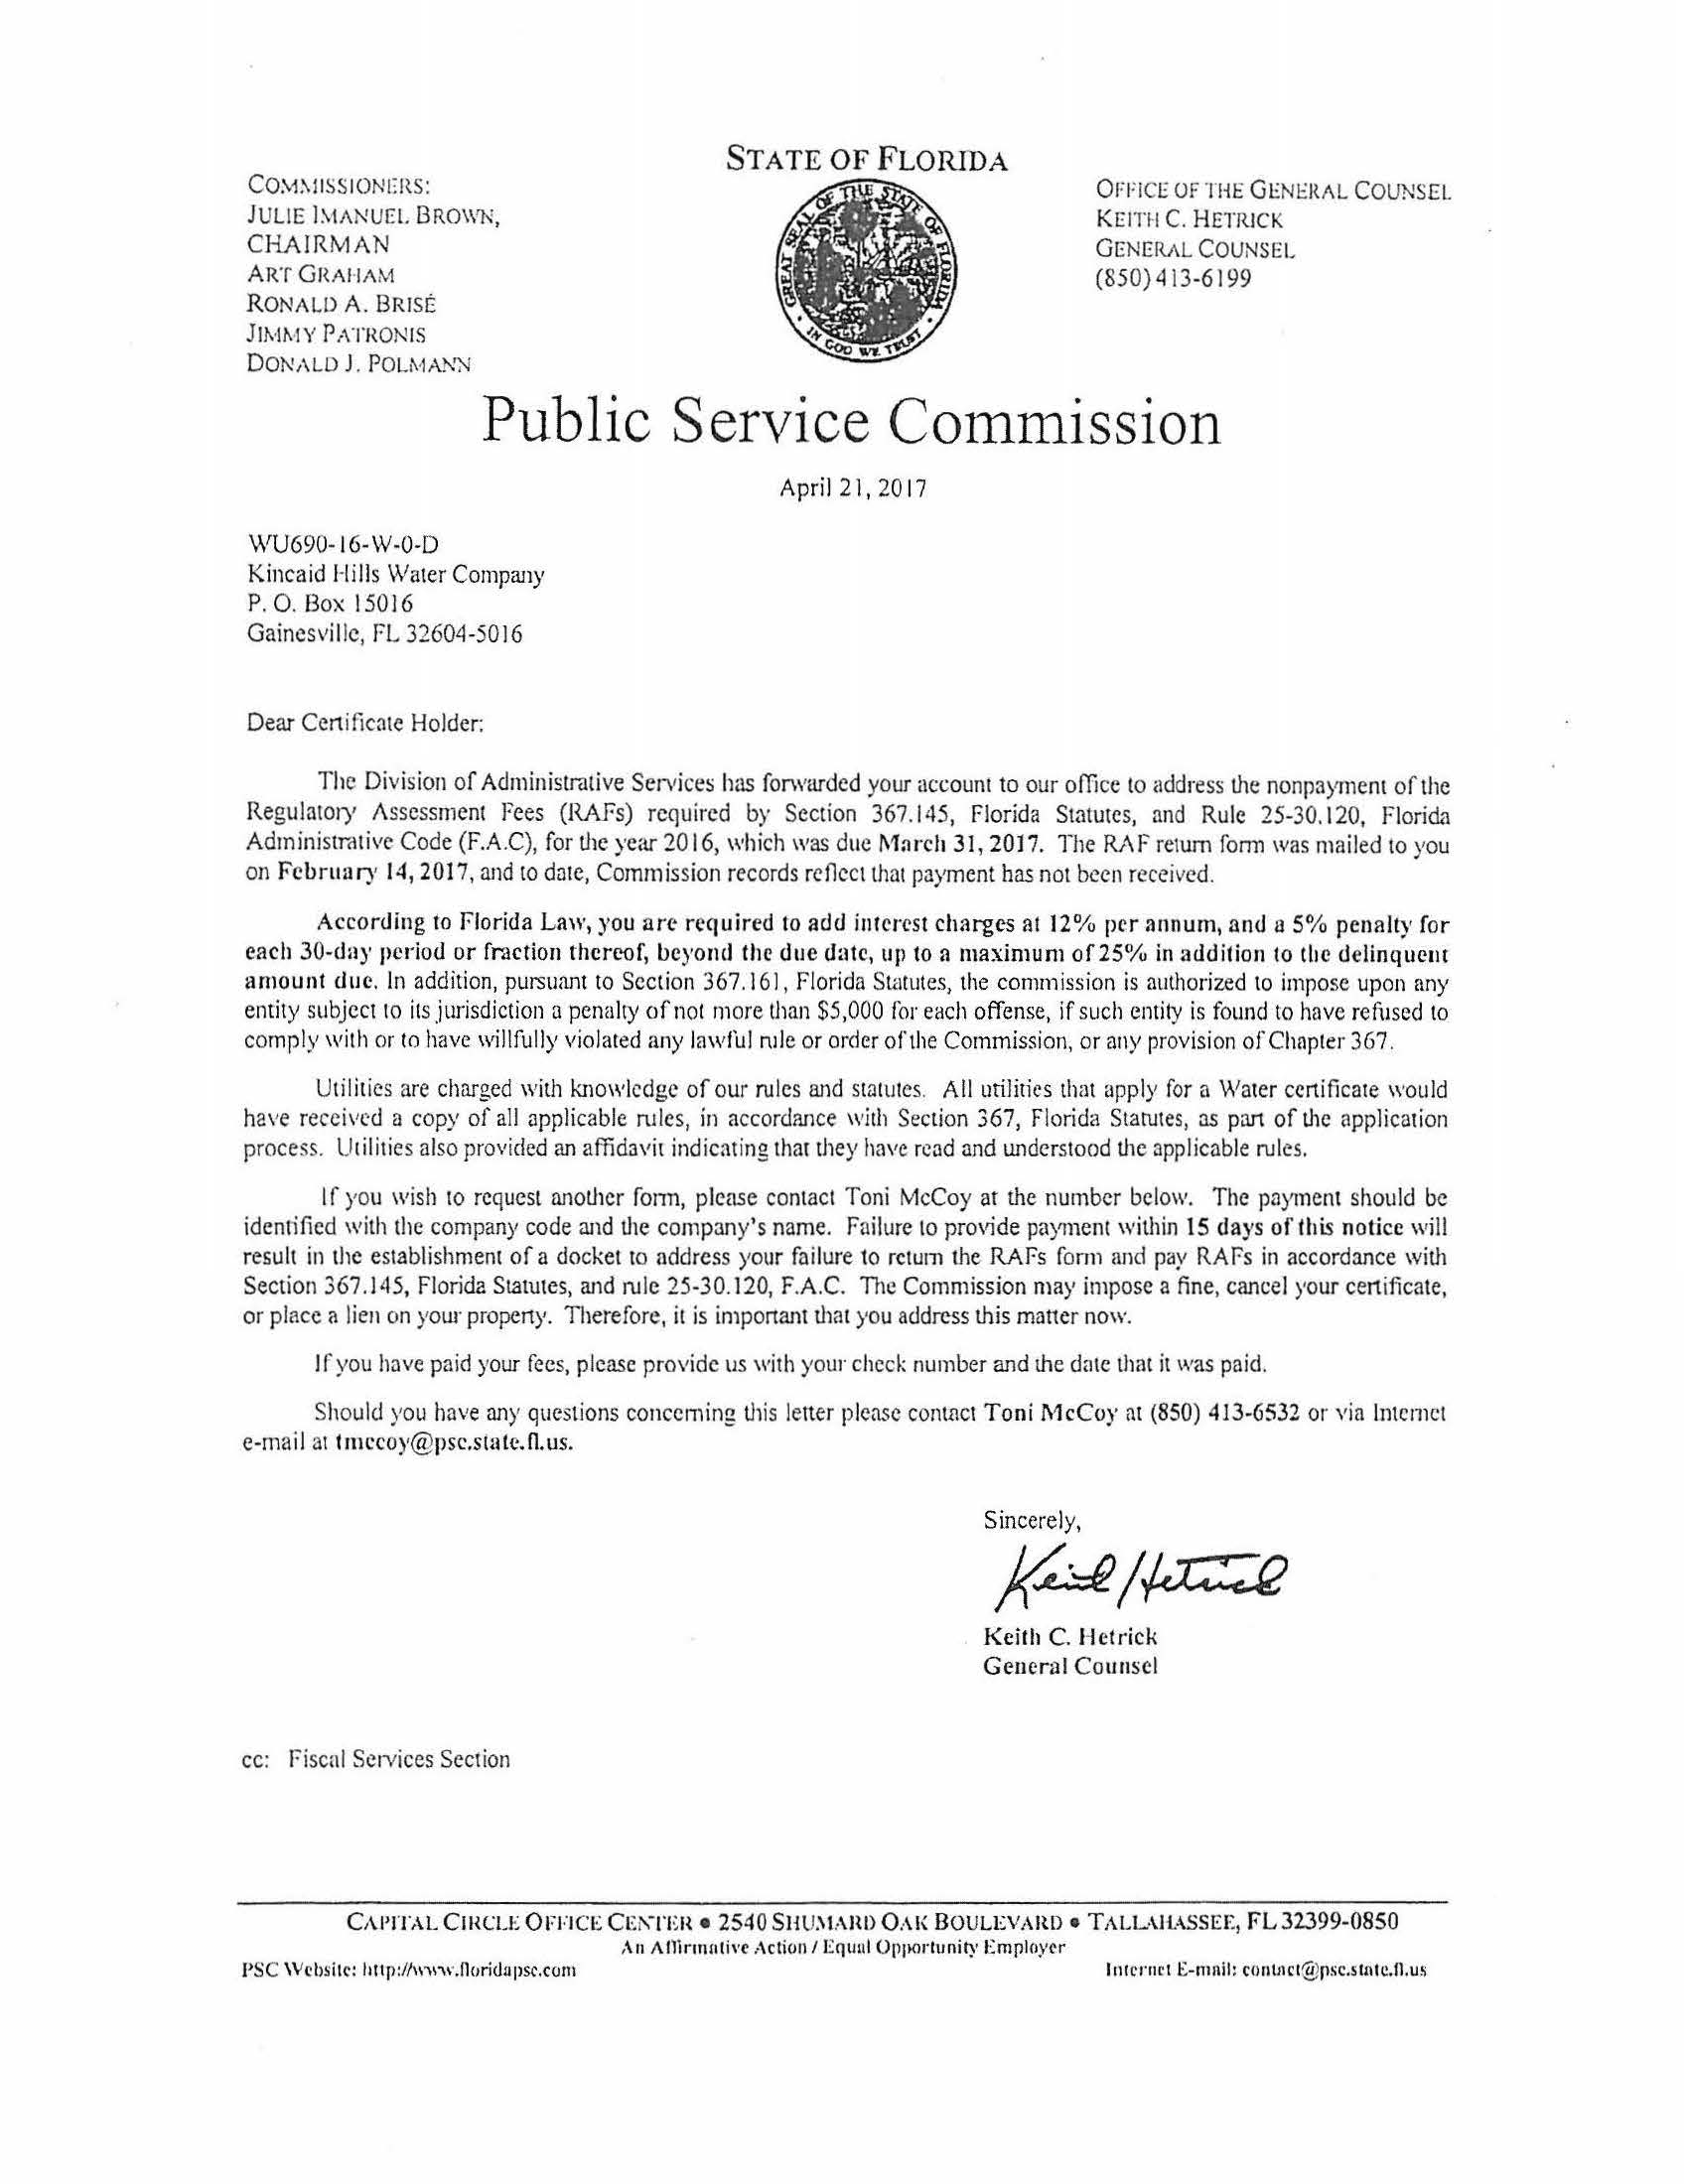 STATE OF FLORIDA
COMMISSIONERS:
JULIE IMANUEL BROWN,
CHAIRMAN
ART GRAHAM
RONALD A. BRISÉ
JIMMY PATRONIS
DONALD J. POLMANN
GREAT SEAL OF THE STATE OF FLORIDA
IN GOD WE TRUST
OFFICE OF THE GENERAL COUNSEL
KEITH C. HETRICK
GENERAL COUNSEL
(850)413-6199
Public Service Commission
April 21, 2017
WU690-16-W-0-D
Kincaid Hills Water Company
P. O. Box 15016
Gainesville, FL 32604-5016
Dear Certificate Holder:
The Division of Administrative Services has forwarded your account to our office to address the nonpayment of the
Regulatory Assessment Fees (RAFs) required by Section 367.145, Florida Statutes, and Rule 25-30.120, Florida
Administrative Code (F.A.C), for the year 2016, which was due March 31, 2017. The RAF return form was mailed to you
on February 14, 2017, and to date, Commission records reflect that payment has not been received.
According to Florida Law, you are required to add interest charges at 12% per annum, and a 5% penalty for
each 30-day period or fraction thereof, beyond the due date, up to a maximum of 25% in addition to the delinquent
amount due. In addition, pursuant to Section 367.161, Florida Statutes, the commission is authorized to impose upon any
entity subject to its jurisdiction a penalty of not more than $5,000 for each offense, if such entity is found to have refused to
comply with or to have willfully violated any lawful rule or order of the Commission, or any provision of Chapter 367.
Utilities are charged with knowledge of our rules and statutes. All utilities that apply for a Water certificate would
have received a copy of all applicable rules, in accordance with Section 367, Florida Statutes, as part of the application
process. Utilities also provided an affidavit indicating that they have read and understood the applicable rules.
If you wish to request another form, please contact Toni McCoy at the number below. The payment should be
identified with the company code and the company's name. Failure to provide payment within 15 days of this notice will
result in the establishment of a docket to address your failure to return the RAFs form and pay RAFs in accordance with
Section 367.145, Florida Statutes, and rule 25-30.120, F.A.C. The Commission may impose a fine, cancel your certificate,
or place a lien on your property. Therefore, it is important that you address this matter now.
If you have paid your fees, please provide us with your check number and the date that it was paid.
Should you have any questions concerning this letter please contact Toni McCoy at (850) 413-6532 or via Internet
e-mail at tmccoy@psc.state.fl.us.
Sincerely,
Keith Hetrick
Keith C. Hetrick
General Counsel
cc: Fiscal Services Section
CAPITAL CIRCLE OFFICE CENTER • 2540 SHUMARD OAK BOULEVARD • TALLAHASSEE, FL 32399-0850
An Affirmative Action / Equal Opportunity Employer
PSC Website: http://www.floridapsc.com
Internet E-mail: contact@psc.state.fl.us